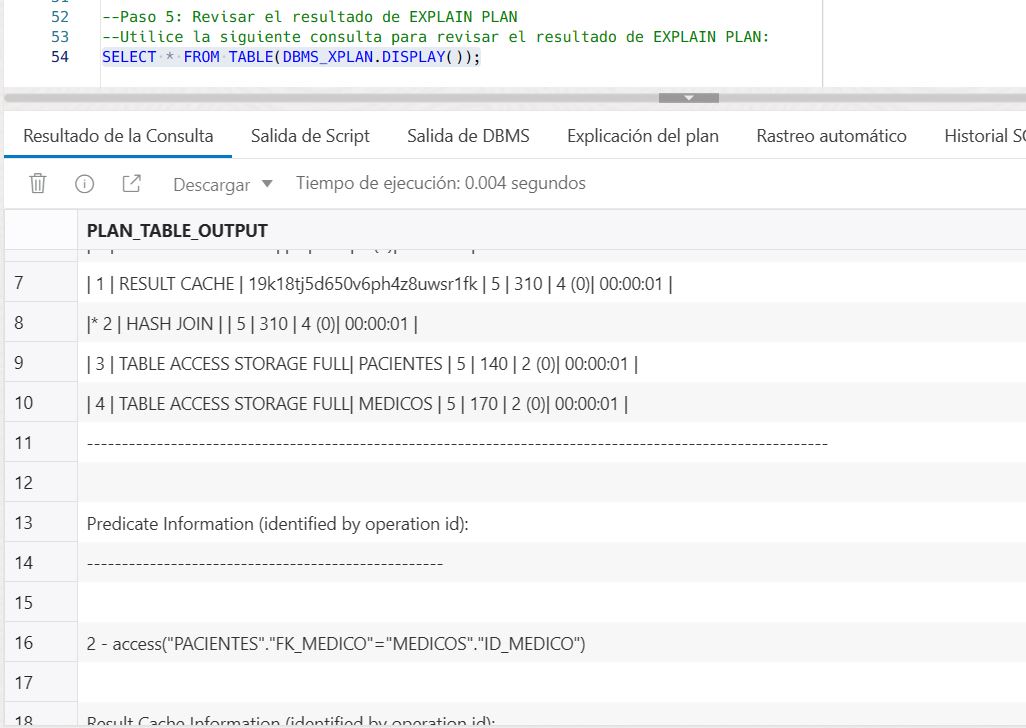 52 --Paso 5: Revisar el resultado de EXPLAIN PLAN
53 --Utilice la siguiente consulta para revisar el resultado de EXPLAIN PLAN:
54 SELECT * FROM TABLE(DBMS_XPLAN.DISPLAY());
Resultado de la Consulta Salida de Script Salida de DBMS Explicación del plan Rastreo automático Historial
Descargar Tiempo de ejecución: 0.004 segundos
PLAN_TABLE_OUTPUT
7 | 1 | RESULT CACHE | 19k18tj5d650v6ph4z8uwsr1fk | 5 | 310 | 4 (0)| 00:00:01 |
8 |* 2 | HASH JOIN | | 5 | 310 | 4 (0)| 00:00:01 |
9 | 3 | TABLE ACCESS STORAGE FULL| PACIENTES | 5 | 140 | 2 (0)| 00:00:01 |
10 | 4 | TABLE ACCESS STORAGE FULL| MEDICOS | 5 | 170 | 2 (0)| 00:00:01 |
11 ----------------------------------------------------------------------------------------------------------
12
13 Predicate Information (identified by operation id):
14 ---------------------------------------------------
15
16 2 - access("PACIENTES"."FK_MEDICO"="MEDICOS"."ID_MEDICO")
17
18 Result Cache Information (identified by operation id):